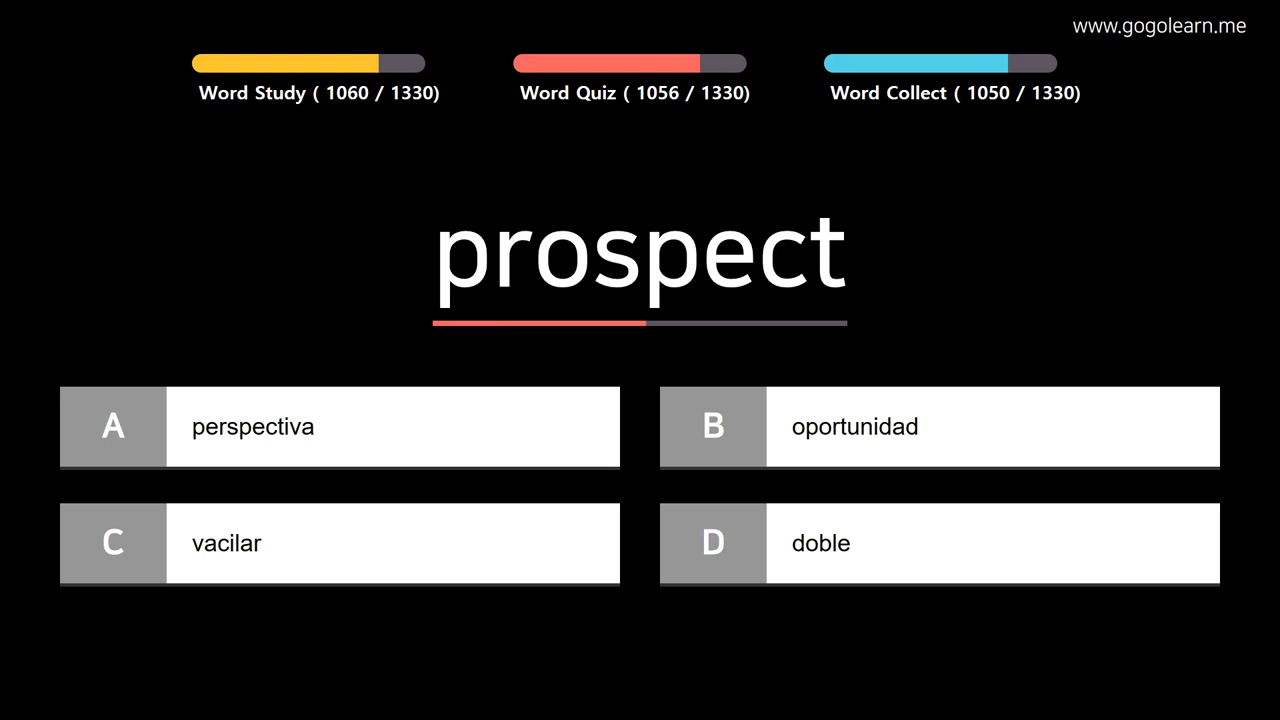 www.gogolearn.me
Word Study ( 1060 / 1330)
Word Quiz ( 1056 / 1330)
Word Collect ( 1050 / 1330)
prospect
A perspectiva
B oportunidad
C vacilar
D doble